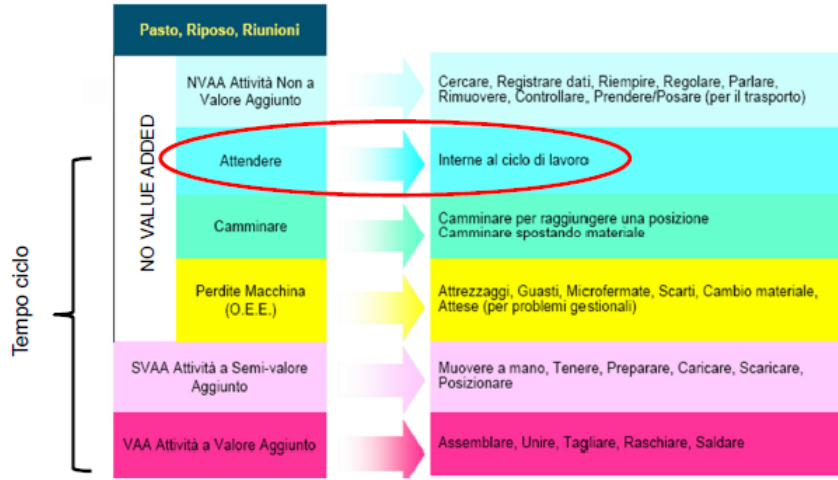 Pasto, Riposo, Riunioni
NVAA Attività Non a
Valore Aggiunto
Cercare, Registrare dati, Riempire, Regolare, Parlare,
Rimuovere, Controllare, Prendere/Posare (per il trasporto)
NO VALUE ADDED
Attendere
Interne al ciclo di lavoro
Camminare
Camminare per raggiungere una posizione
Camminare spostando materiale
Tempo ciclo
Perdite Macchina
(O.E.E.)
Attrezzaggi, Guasti, Microfermate, Scarti, Cambio materiale,
Attese (per problemi gestionali)
SVAA Attività a Semi-valore
Aggiunto
Muovere a mano, Tenere, Preparare, Caricare, Scaricare,
Posizionare
VAA Attività a Valore Aggiunto
Assemblare, Unire, Tagliare, Raschiare, Saldare